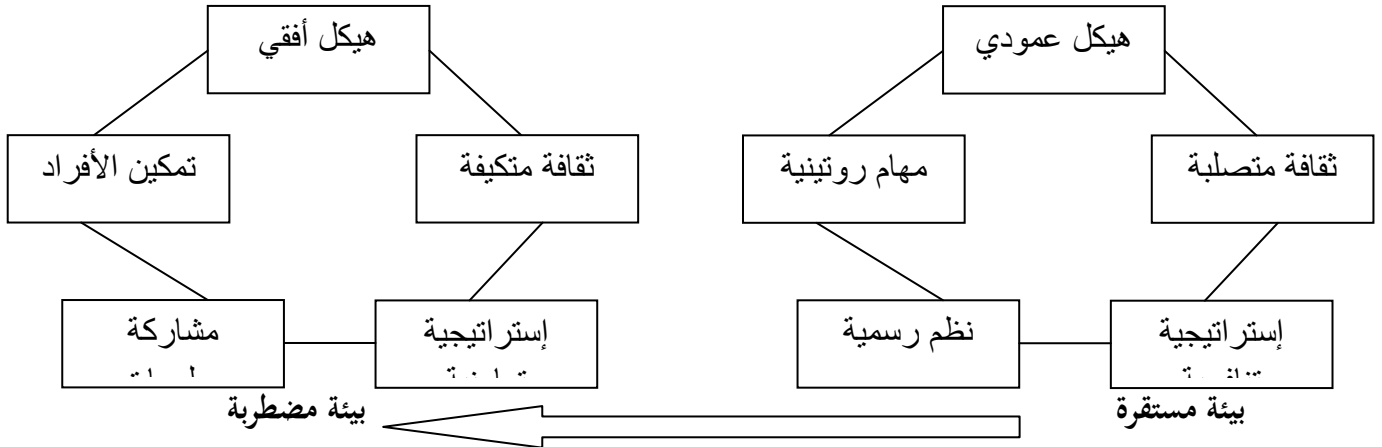 هيكل عمودي
هيكل أفقي
ثقافة متصلبة
مهام روتينية
ثقافة متكيفة
تمكين الأفراد
إستراتيجية
نظم رسمية
إستراتيجية
مشاركة
بيئة مستقرة
بيئة مضطربة